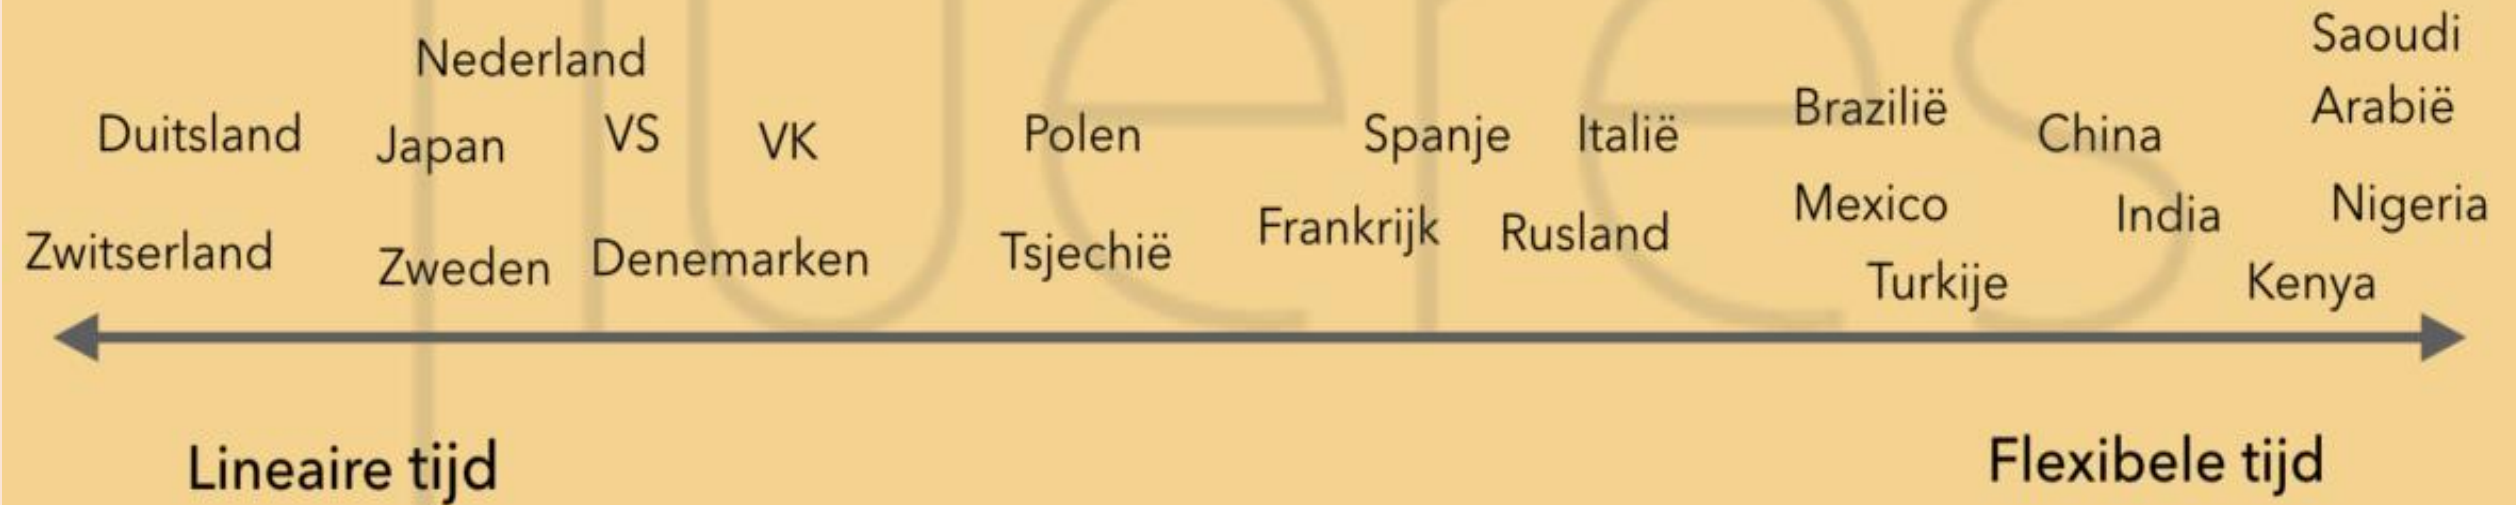 Nederland
Saoudi
Arabië
Duitsland
Japan
VS
VK
Polen
Spanje
Italië
Brazilië
China
Zwitserland
Zweden
Denemarken
Tsjechië
Frankrijk
Rusland
Mexico
India
Nigeria
Turkije
Kenya
Lineaire tijd
Flexibele tijd